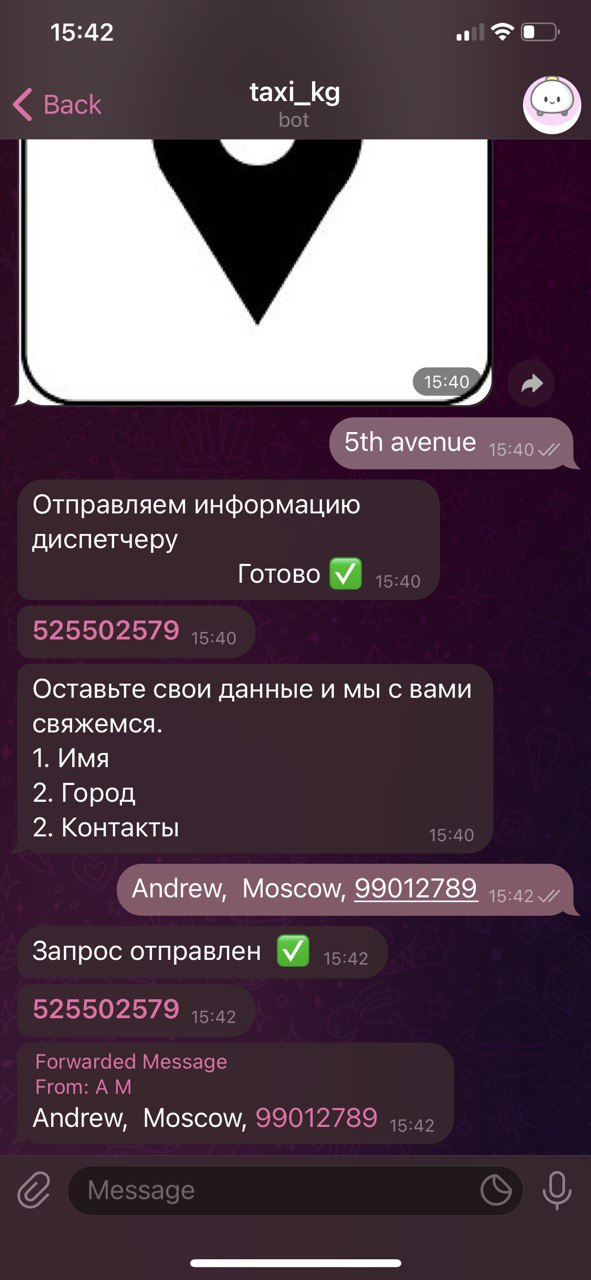 15:42
Back
taxi_kg
bot
15:40
5th avenue 15:40
Отправляем информацию
диспетчеру
Готово ✅ 15:40
525502579 15:40
Оставьте свои данные и мы с вами
свяжемся.
1. Имя
2. Город
2. Контакты 15:40
Andrew,  Moscow, 99012789 15:42
Запрос отправлен ✅ 15:42
525502579 15:42
Forwarded Message
From: A M
Andrew,  Moscow, 99012789 15:42
Message